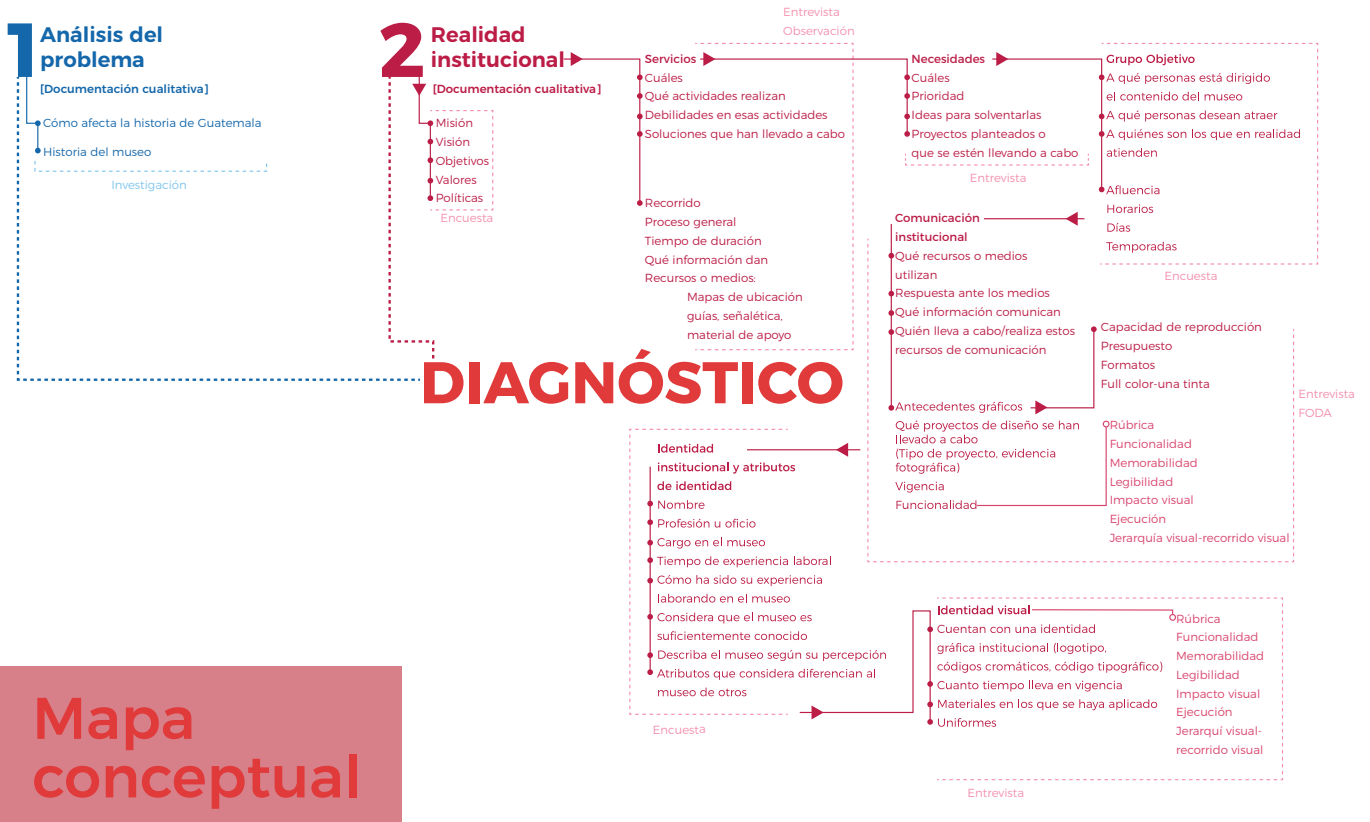 1
Análisis del
problema
[Documentación cualitativa]
Cómo afecta la historia de Guatemala
Historia del museo
Investigación
2
Realidad
institucional
[Documentación cualitativa]
Misión
Visión
Objetivos
Valores
Políticas
Encuesta
Entrevista
Observación
Servicios
Cuáles
Qué actividades realizan
Debilidades en esas actividades
Soluciones que han llevado a cabo
Recorrido
Proceso general
Tiempo de duración
Qué información dan
Recursos o medios:
Mapas de ubicación
guías, señalética,
material de apoyo
Necesidades
Cuáles
Prioridad
Ideas para solventarlas
Proyectos planteados o
que se estén llevando a cabo
Entrevista
Grupo Objetivo
A qué personas está dirigido
el contenido del museo
A qué personas desean atraer
A quiénes son los que en realidad
atienden
Afluencia
Horarios
Días
Temporadas
Encuesta
Comunicación
institucional
Qué recursos o medios
utilizan
Respuesta ante los medios
Qué información comunican
Quién lleva a cabo/realiza estos
recursos de comunicación
Antecedentes gráficos
Qué proyectos de diseño se han
llevado a cabo
(Tipo de proyecto, evidencia
fotográfica)
Vigencia
Funcionalidad
Capacidad de reproducción
Presupuesto
Formatos
Full color-una tinta
Rúbrica
Funcionalidad
Memorabilidad
Legibilidad
Impacto visual
Ejecución
Jerarquía visual-recorrido visual
Entrevista
FODA
DIAGNÓSTICO
Identidad
institucional y atributos
de identidad
Nombre
Profesión u oficio
Cargo en el museo
Tiempo de experiencia laboral
Cómo ha sido su experiencia
laborando en el museo
Considera que el museo es
suficientemente conocido
Describa el museo según su percepción
Atributos que considera diferencian al
museo de otros
Encuesta
Identidad visual
Cuentan con una identidad
gráfica institucional (logotipo,
códigos cromáticos, código tipográfico)
Cuanto tiempo lleva en vigencia
Materiales en los que se haya aplicado
Uniformes
Rúbrica
Funcionalidad
Memorabilidad
Legibilidad
Impacto visual
Ejecución
Jerarquí visual-
recorrido visual
Entrevista
Mapa
conceptual